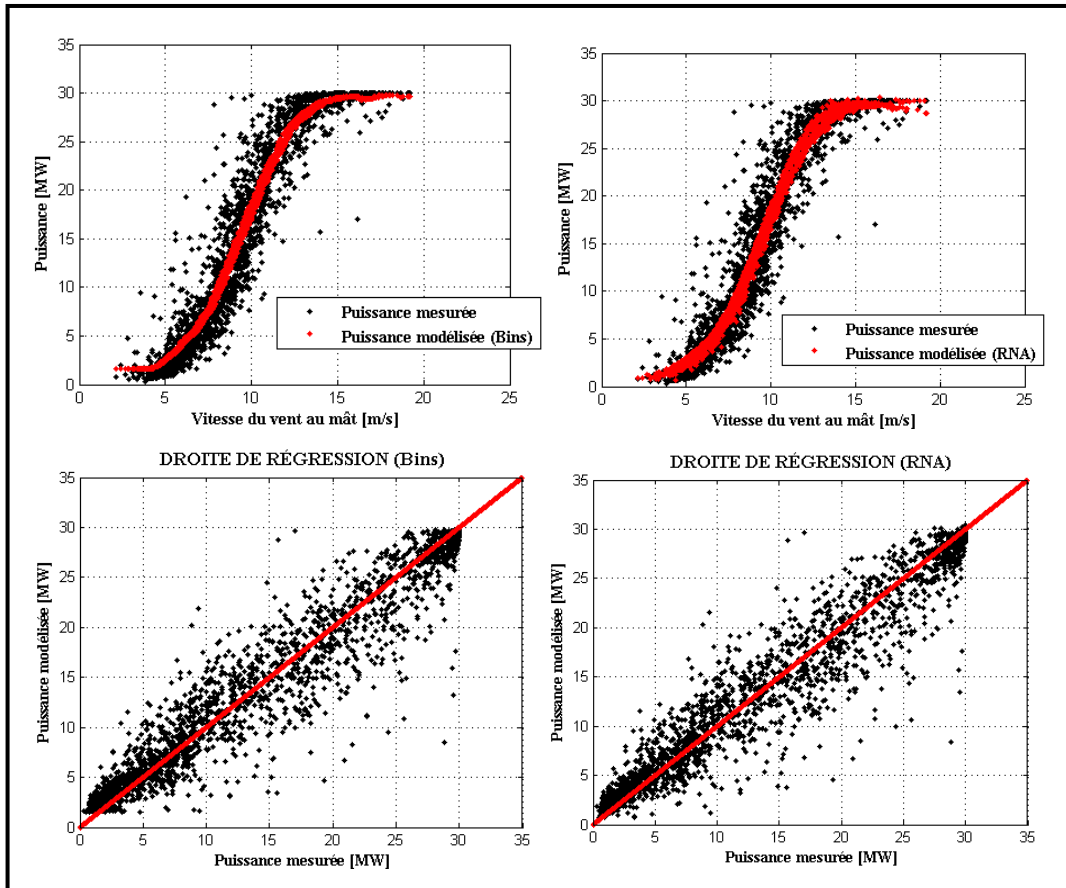 35
30
25
20
15
10
5
0
Puissance [MW]
0 5 10 15 20 25
Vitesse du vent au mât [m/s]
Puissance mesurée
Puissance modélisée (Bins)
35
30
25
20
15
10
5
0
Puissance [MW]
0 5 10 15 20 25
Vitesse du vent au mât [m/s]
Puissance mesurée
Puissance modélisée (RNA)
DROITE DE RÉGRESSION (Bins)
35
30
25
20
15
10
5
0
Puissance modélisée [MW]
0 5 10 15 20 25 30 35
Puissance mesurée [MW]
DROITE DE RÉGRESSION (RNA)
35
30
25
20
15
10
5
0
Puissance modélisée [MW]
0 5 10 15 20 25 30 35
Puissance mesurée [MW]